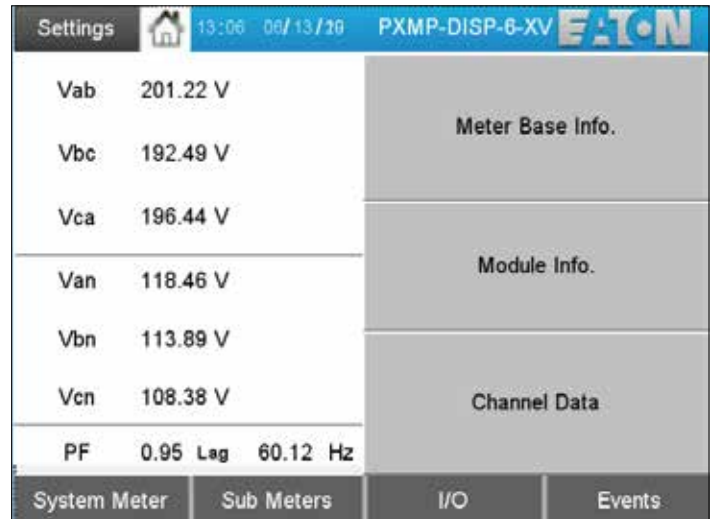 Settings 13:06 06/13/20 PXMP-DISP-6-XV EATON
Vab 201.22 V
Vbc 192.49 V
Vca 196.44 V
Van 118.46 V
Vbn 113.89 V
Vcn 108.38 V
PF 0.95 Lag 60.12 Hz
Meter Base Info.
Module Info.
Channel Data
System Meter Sub Meters I/O Events